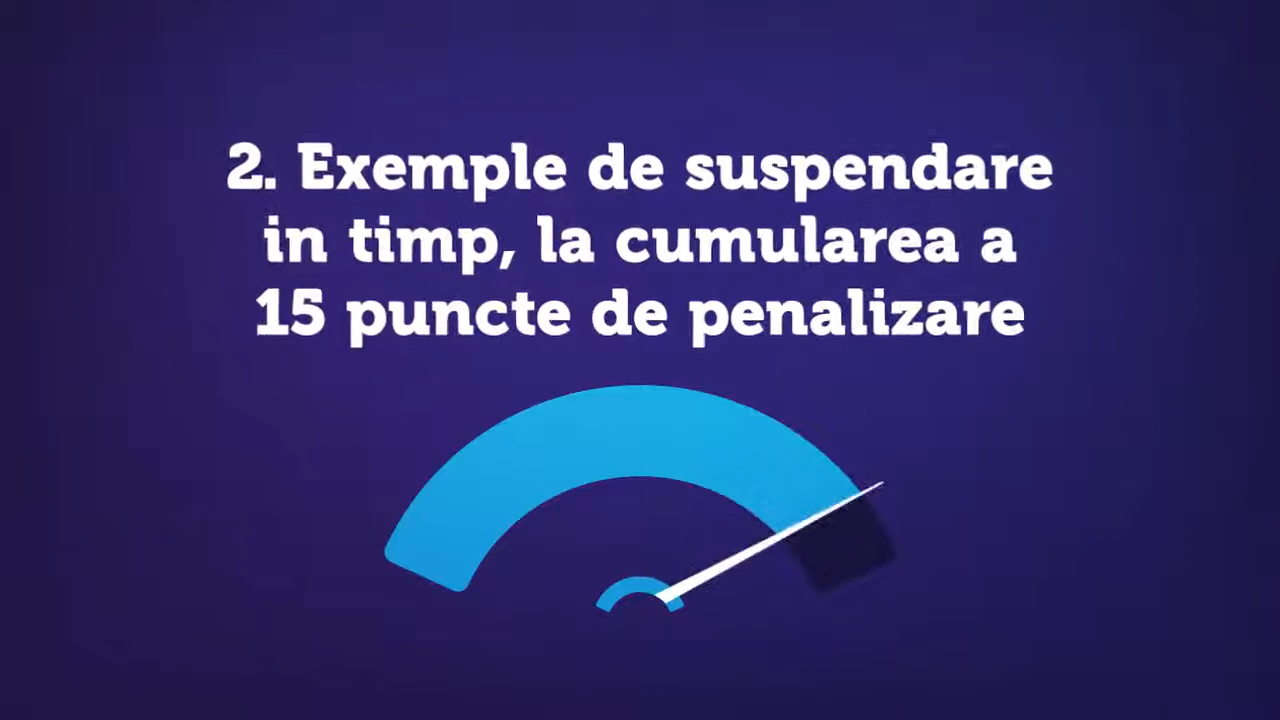 2. Exemple de suspendare
in timp, la cumularea a
15 puncte de penalizare